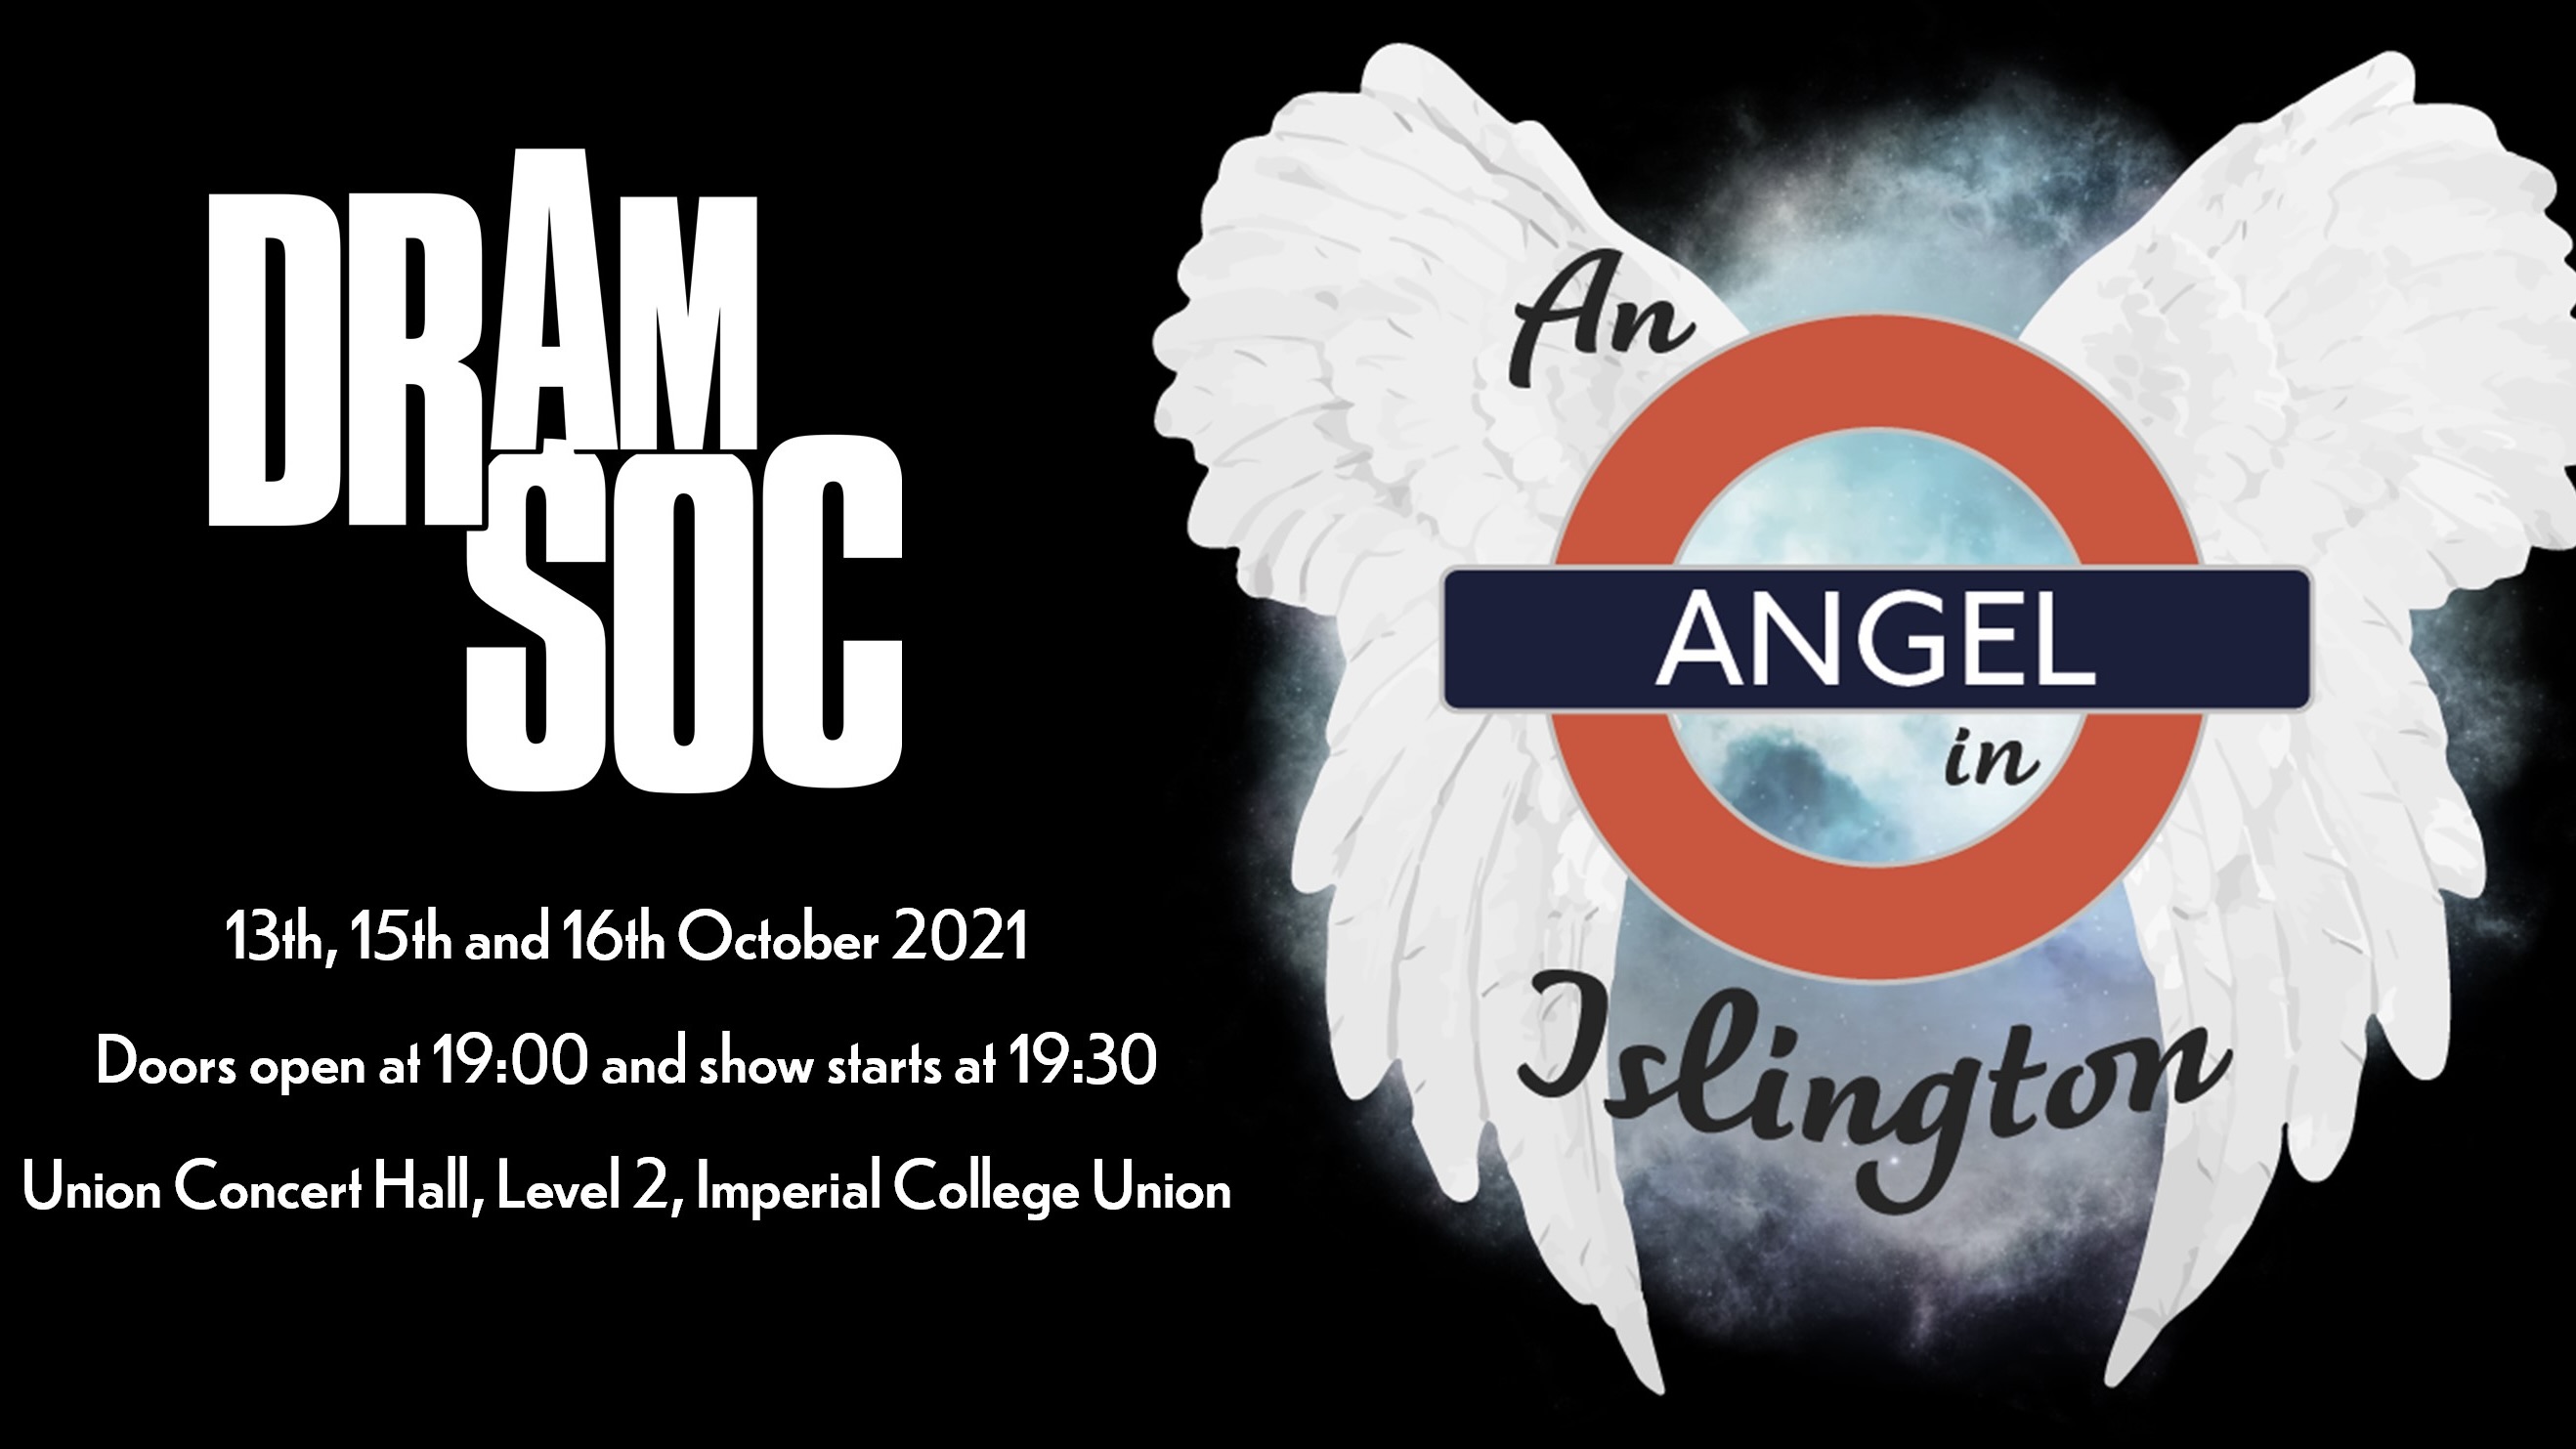 DRAM
SOC
13th, 15th and 16th October 2021
Doors open at 19:00 and show starts at 19:30
Union Concert Hall, Level 2, Imperial College Union
An
ANGEL
in
Islington